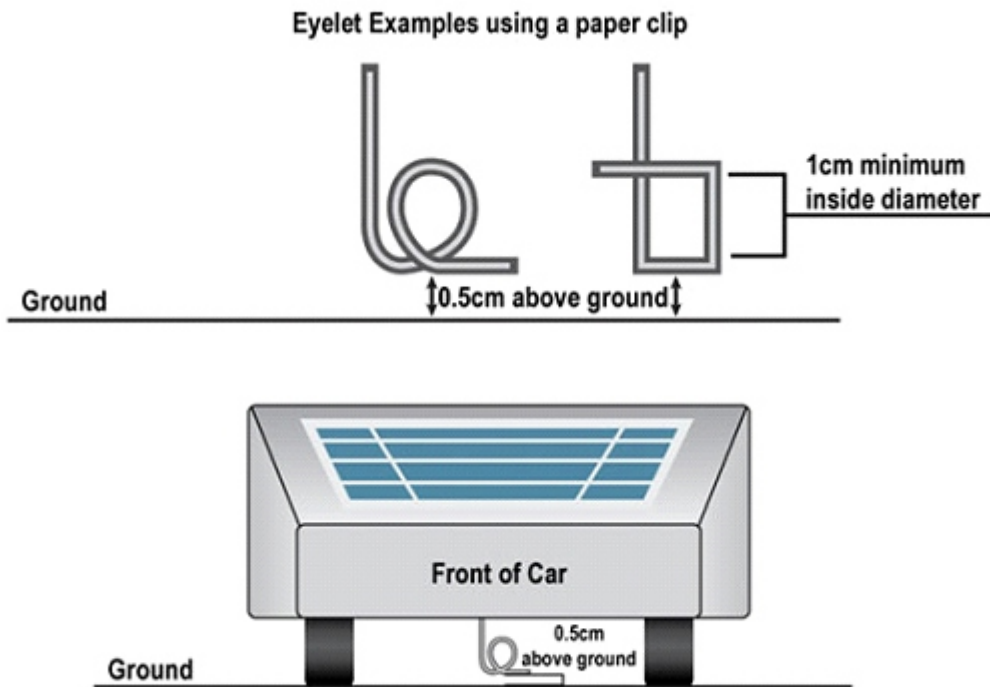 Eyelet Examples using a paper clip
1cm minimum
inside diameter
0.5cm above ground
Ground
Front of Car
0.5cm
above ground
Ground